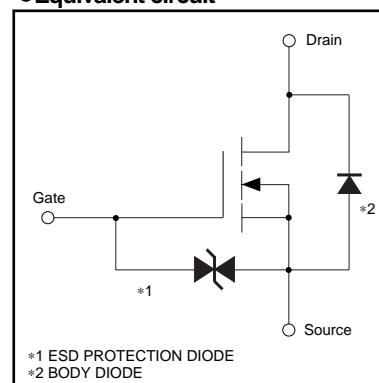 ●Equivalent circuit
Drain
Gate
∗2
∗1
Source
∗1 ESD PROTECTION DIODE
∗2 BODY DIODE